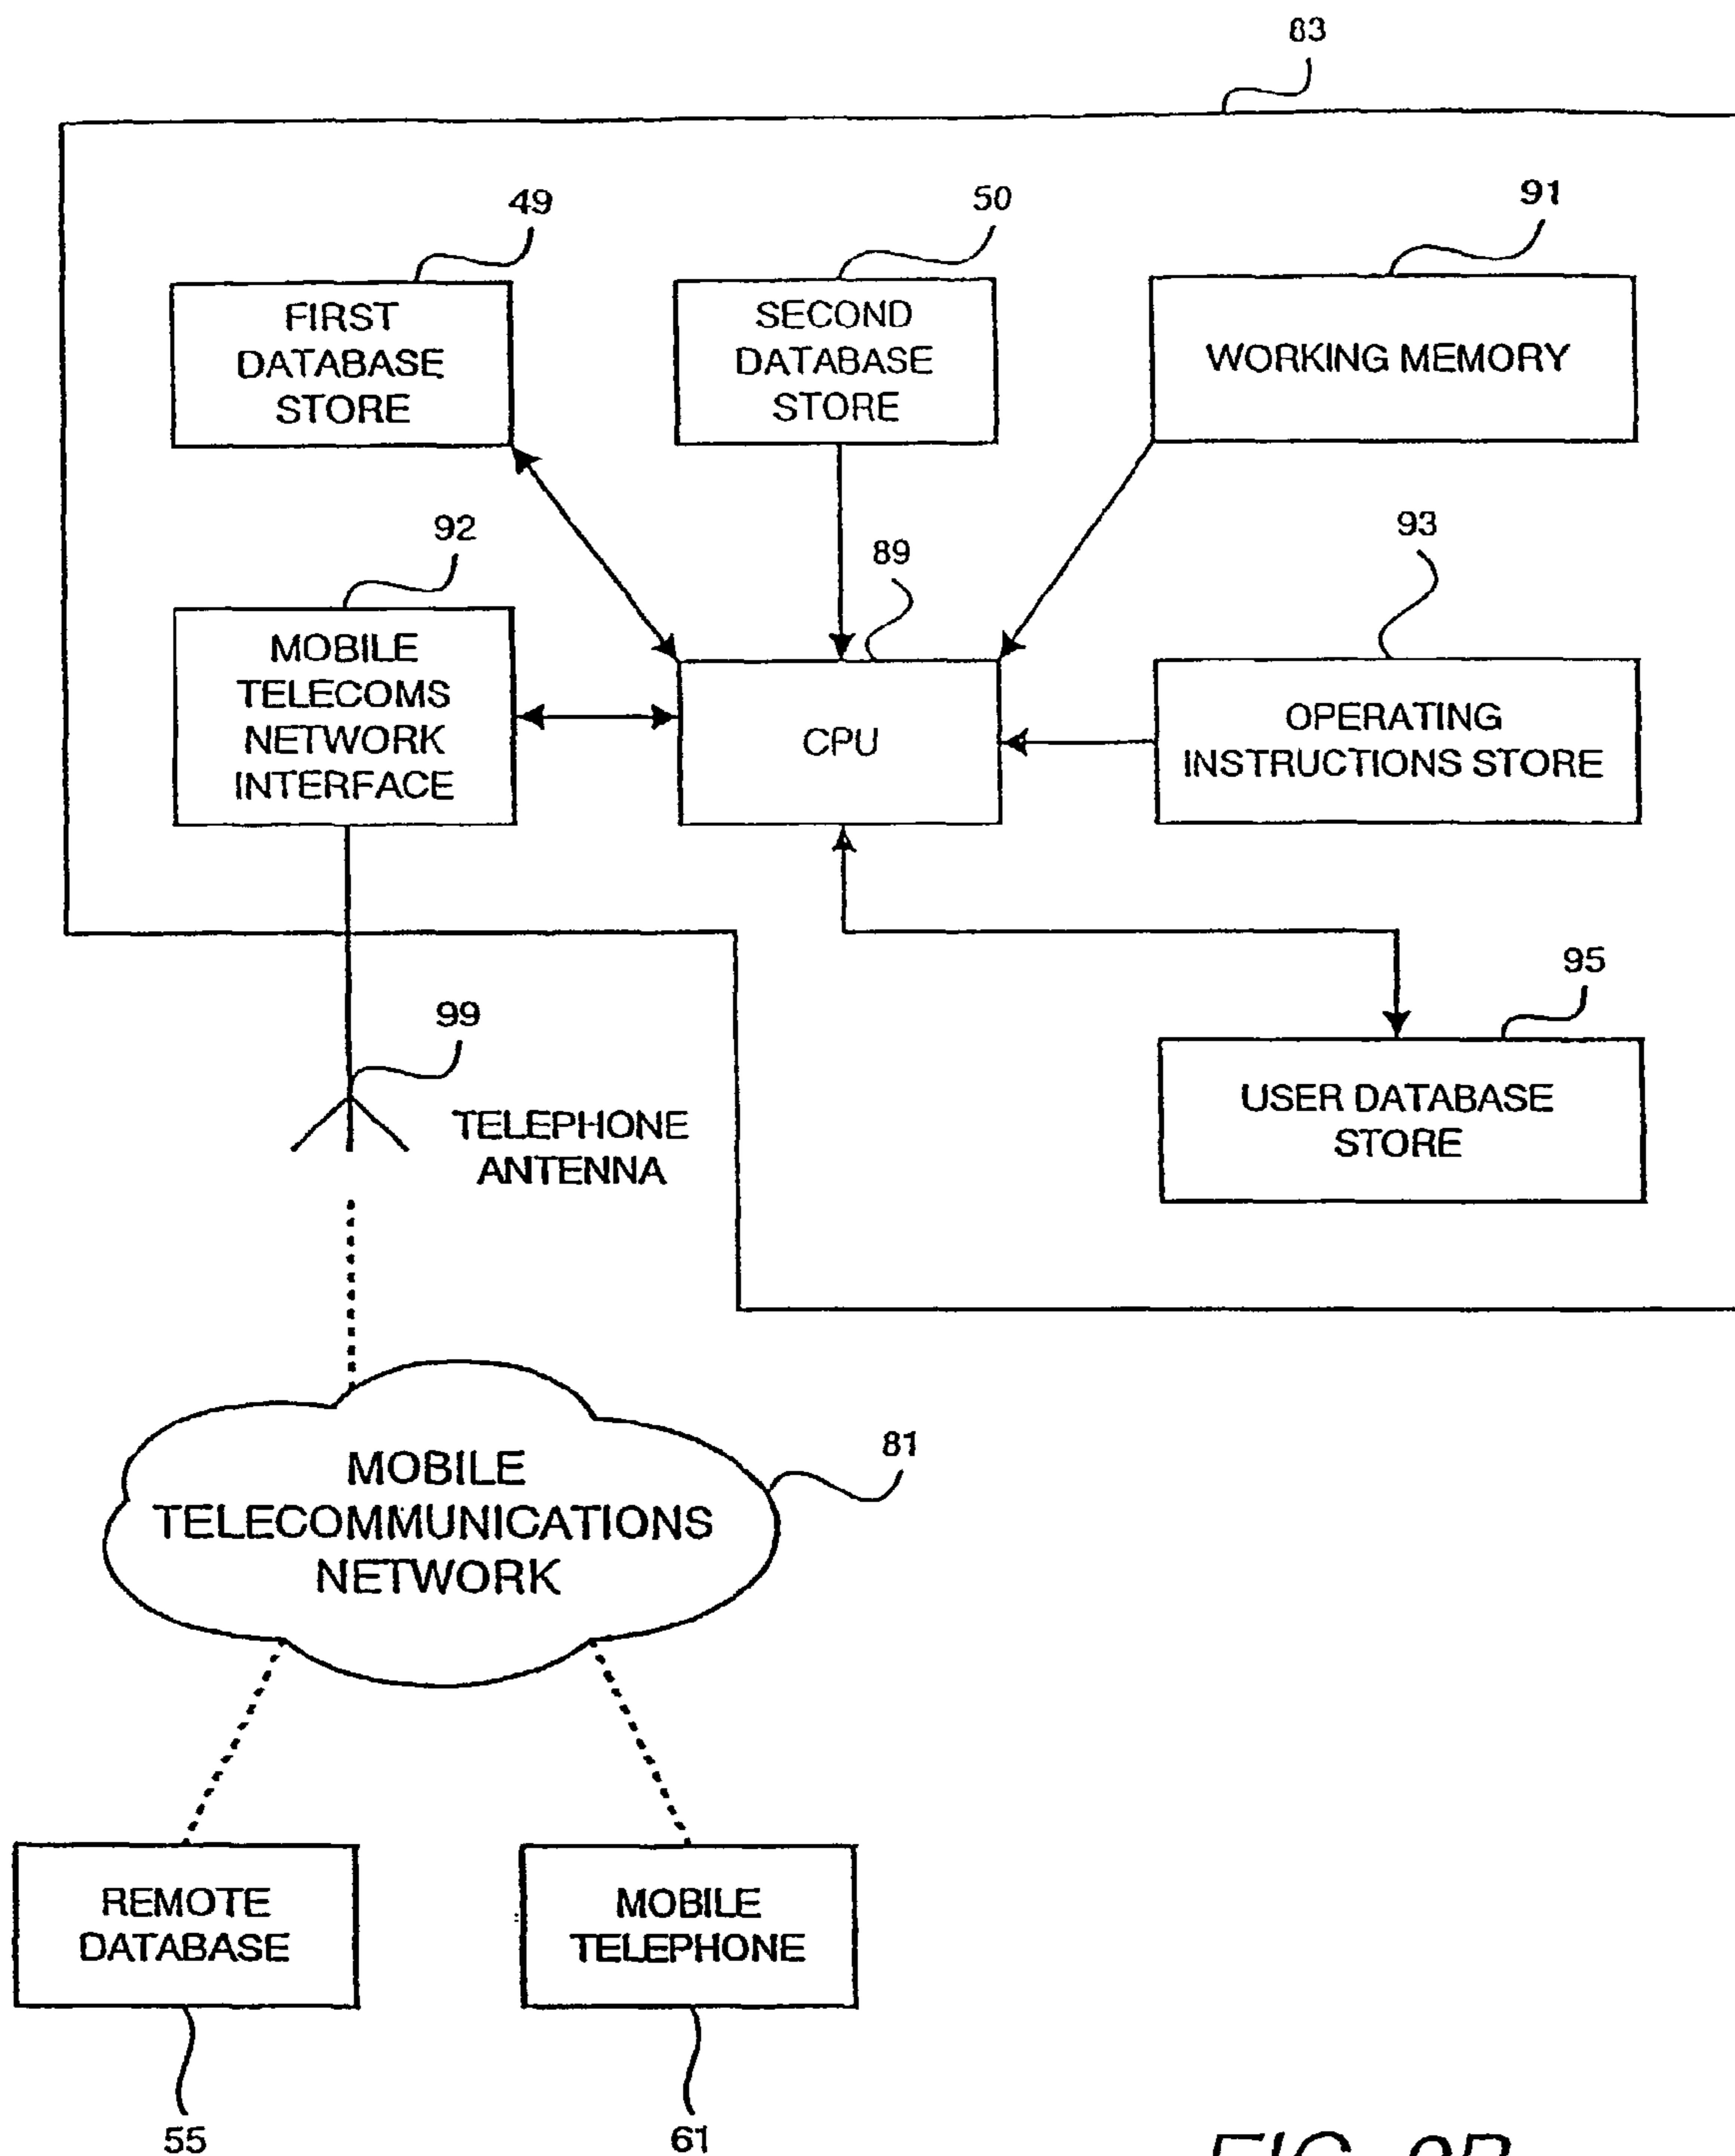 83
49
50
91
FIRST
DATABASE
STORE
SECOND
DATABASE
STORE
WORKING MEMORY
92
89
93
MOBILE
TELECOMS
NETWORK
INTERFACE
CPU
OPERATING
INSTRUCTIONS STORE
95
99
USER DATABASE
STORE
TELEPHONE
ANTENNA
81
MOBILE
TELECOMMUNICATIONS
NETWORK
REMOTE
DATABASE
MOBILE
TELEPHONE
55
61